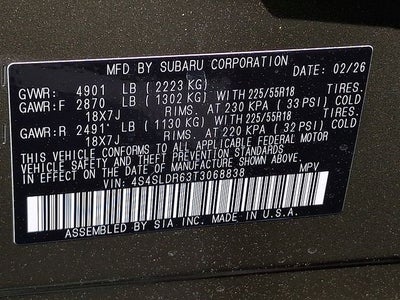 MFD BY SUBARU CORPORATION DATE: 02/26
GVWR: 4901 LB (2223 KG)
GAWR:F 2870 LB (1302 KG) WITH 225/55R18 TIRES.
18X7J RIMS. AT 230 KPA (33 PSI) COLD
GAWR:R 2491 LB (1130 KG) WITH 225/55R18 TIRES.
18X7J RIMS. AT 220 KPA (32 PSI) COLD
THIS VEHICLE CONFORMS TO ALL APPLICABLE FEDERAL MOTOR
VEHICLE SAFETY, BUMPER, AND THEFT PREVENTION STANDARDS
IN EFFECT ON THE DATE OF MANUFACTURE SHOWN ABOVE.
VIN: 4S4SLDR63T3068838 MPV
ASSEMBLED BY SIA INC. MADE IN U.S.A.